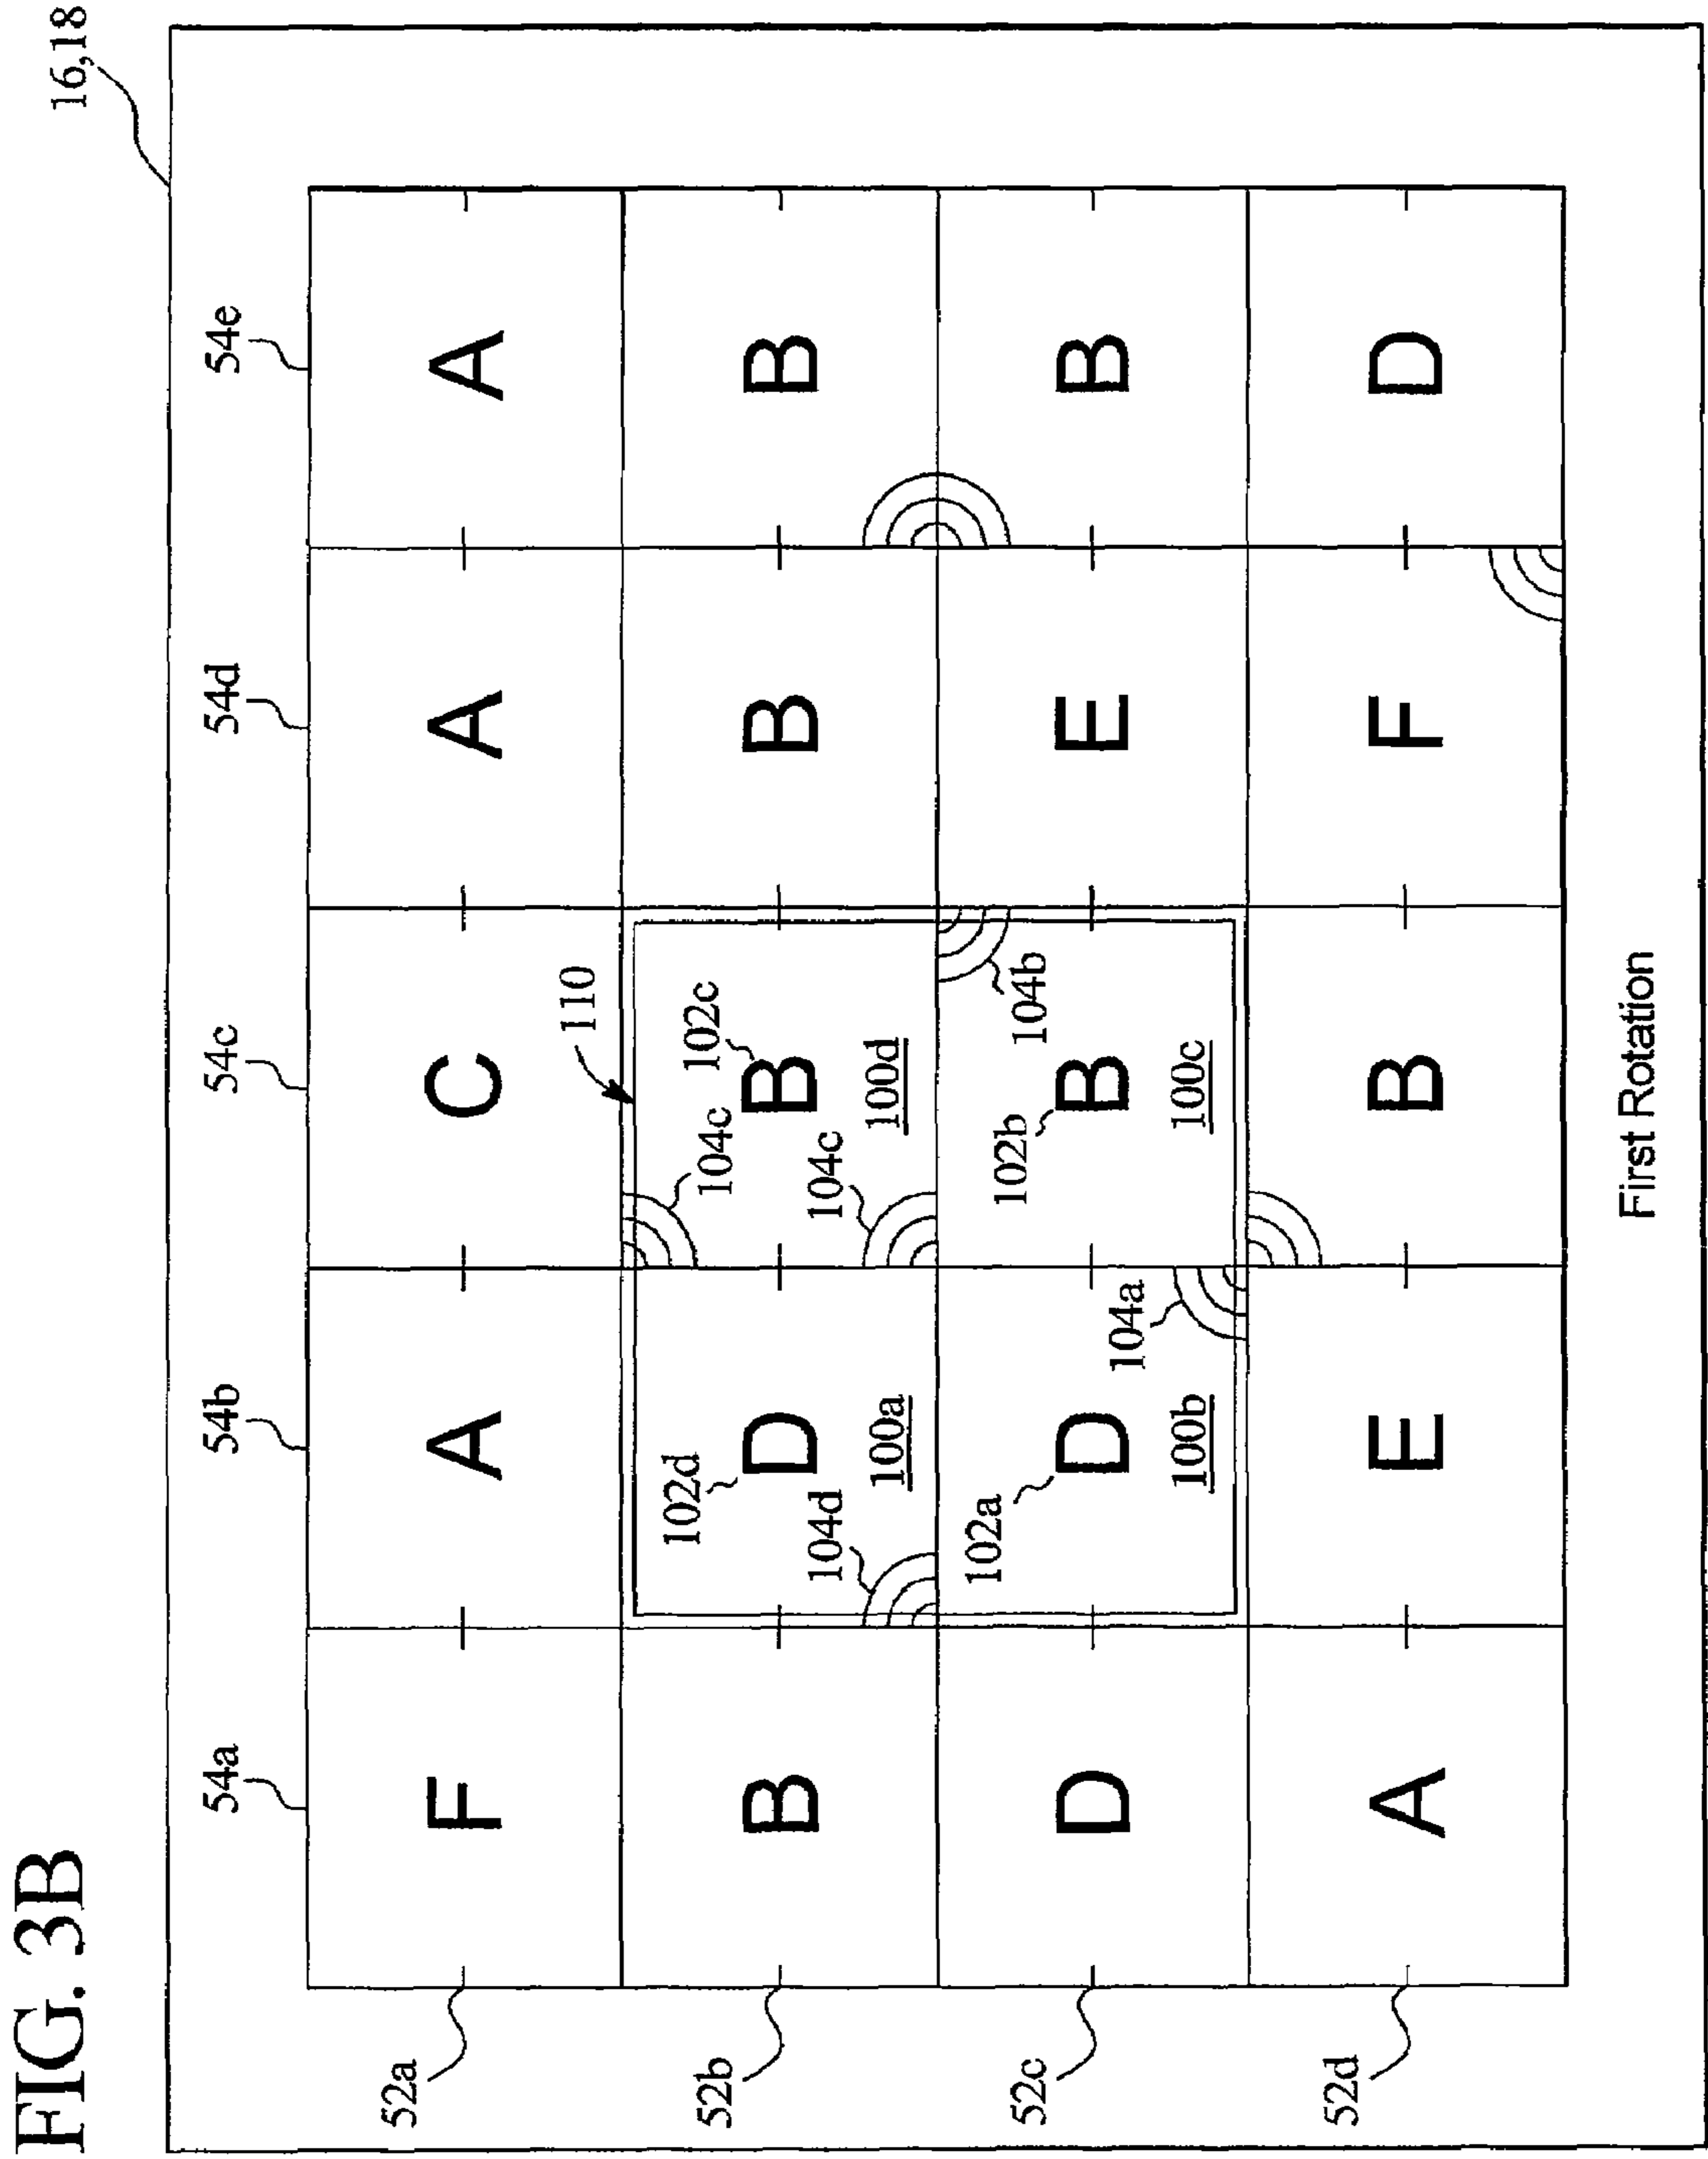 FIG. 3B
16,18
54a 54b 54c 54d 54e
52a F A C A A
110
52b B D B B B
102d 102c
104c
104d 104c
100a 100d
52c D D B E B
102a 102b
104a 104b
100b 100c
52d A E B F D
First Rotation